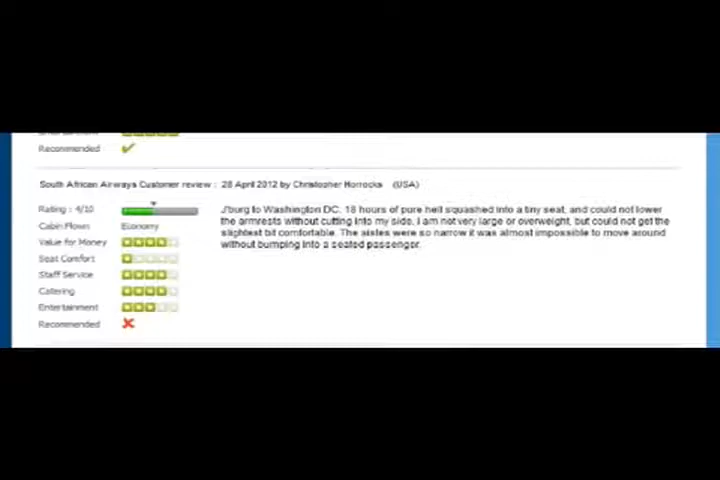 Recommended
South African Airways Customer review : 28 April 2012 by Christopher Horrocks (USA)
Rating : 4/10
J'burg to Washington DC. 18 hours of pure hell squashed into a tiny seat, and could not lower
the armrests without cutting into my side. I am not very large or overweight, but could not get the
slightest bit comfortable. The aisles were so narrow it was almost impossible to move around
without bumping into a seated passenger.
Cabin Flown Economy
Value for Money
Seat Comfort
Staff Service
Catering
Entertainment
Recommended